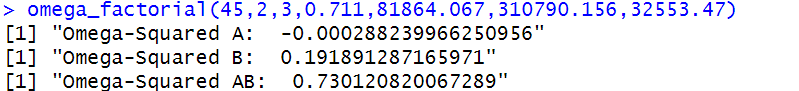 > omega_factorial(45,2,3,0.711,81864.067,310790.156,32553.47)
[1] "Omega-Squared A:  -0.000288239966250956"
[1] "Omega-Squared B:  0.191891287165971"
[1] "Omega-Squared AB:  0.730120820067289"